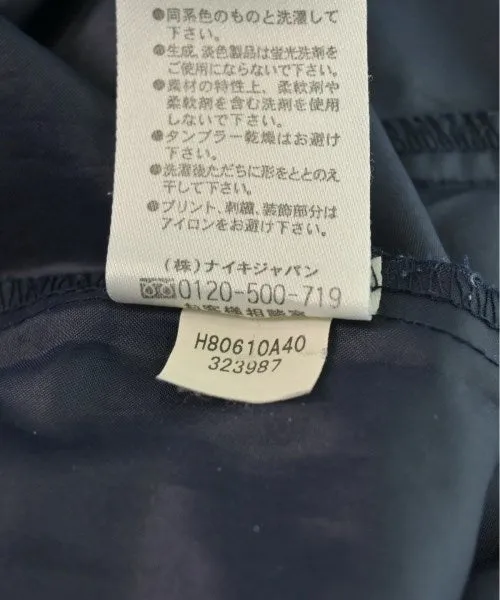 ●同系色のものと洗濯して
下さい。
●生成、淡色製品は蛍光洗剤を
ご使用にならないで下さい。
●素材の特性上、柔軟剤や
柔軟剤を含む洗剤を使用
しないで下さい。
●タンブラー乾燥はお避け
下さい。
●洗濯後ただちに形をととのえ
干して下さい。
●プリント、刺繍、装飾部分は
アイロンをお避け下さい。
(株)ナイキジャパン
0120-500-719
お客様相談室
H80610A40
323987